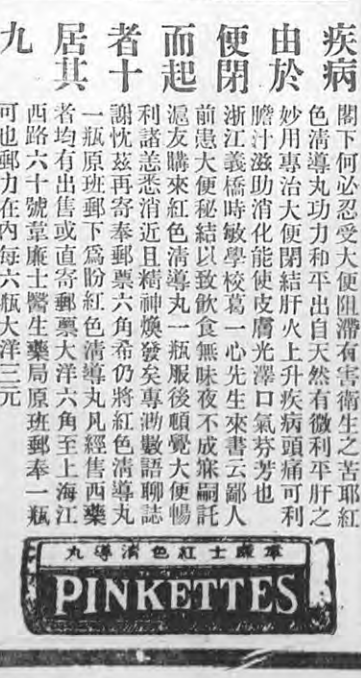 疾病由於便閉而起者十居其九
閣下何必忍受大便阻滯有害衛生之苦耶紅
色清導丸功力和平出自天然有微利平肝之
妙用專治大便閉結肝火上升疾病頭痛可利
膽汁滋助消化能使皮膚光澤口氣芬芳也
浙江義橋時敏學校葛一心先生來書云鄙人
前患大便秘結以致飲食無味夜不成寐嗣託
滬友購來紅色清導丸一瓶服後頓覺大便暢
利諸恙悉消近且精神煥發矣專泐數語聊誌
謝忱茲再寄奉郵票六角希仍將紅色清導丸
一瓶原班郵下爲盼紅色清導丸凡經售西藥
者均有出售或直寄郵票大洋六角至上海江
西路六十號韋廉士醫生藥局原班郵奉一瓶
可也郵力在內每六瓶大洋三元
韋廉士紅色清導丸
PINKETTES